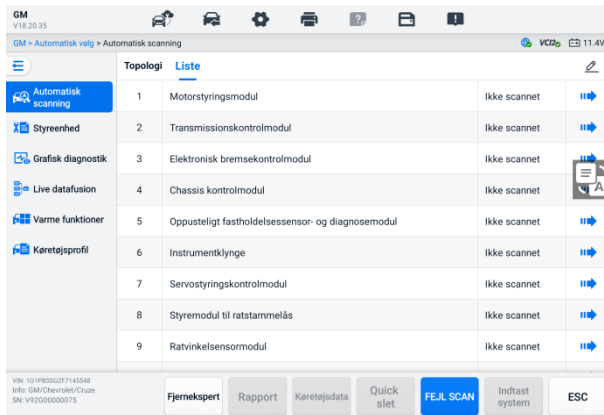 GM
V18.20.35
GM > Automatisk valg > Automatisk scanning
VCI
11.4V
Topologi Liste
Automatisk
scanning
Styreenhed
Grafisk diagnostik
Live datafusion
Varme funktioner
Køretøjsprofil
1 Motorstyringsmodul Ikke scannet
2 Transmissionskontrolmodul Ikke scannet
3 Elektronisk bremsekontrolmodul Ikke scannet
4 Chassis kontrolmodul Ikke scannet
5 Oppusteligt fastholdelsessensor- og diagnosemodul Ikke scannet
6 Instrumentklynge Ikke scannet
7 Servostyringskontrolmodul Ikke scannet
8 Styremodul til ratstammelås Ikke scannet
9 Ratvinkelsensormodul Ikke scannet
A
VIN: 1G1PB5SG2F7145548
Info: GM/Chevrolet/Cruze
SN: V92G00000075
Fjernekspert
Rapport
Køretøjsdata
Quick
slet
FEJL SCAN
Indtast
system
ESC